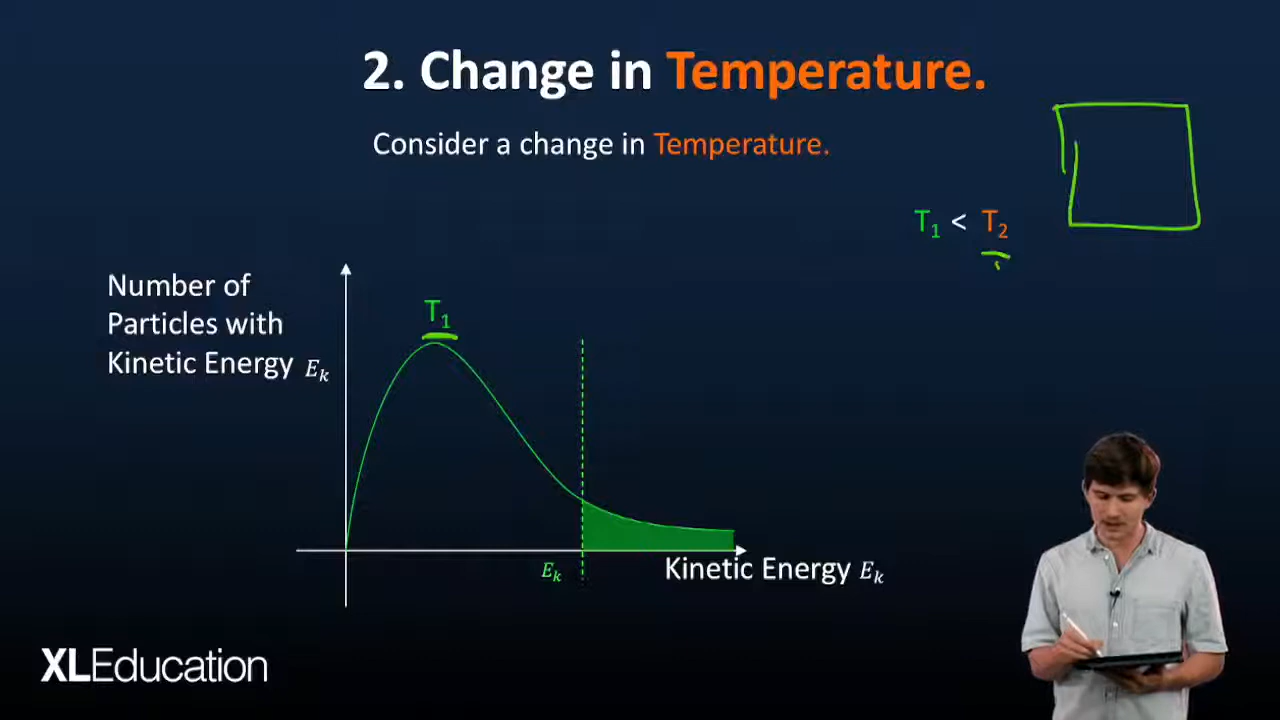 2. Change in Temperature.
Consider a change in Temperature.
T₁ < T₂
Number of
Particles with
Kinetic Energy Eₖ
T₁
Eₖ
Kinetic Energy Eₖ
XLEducation